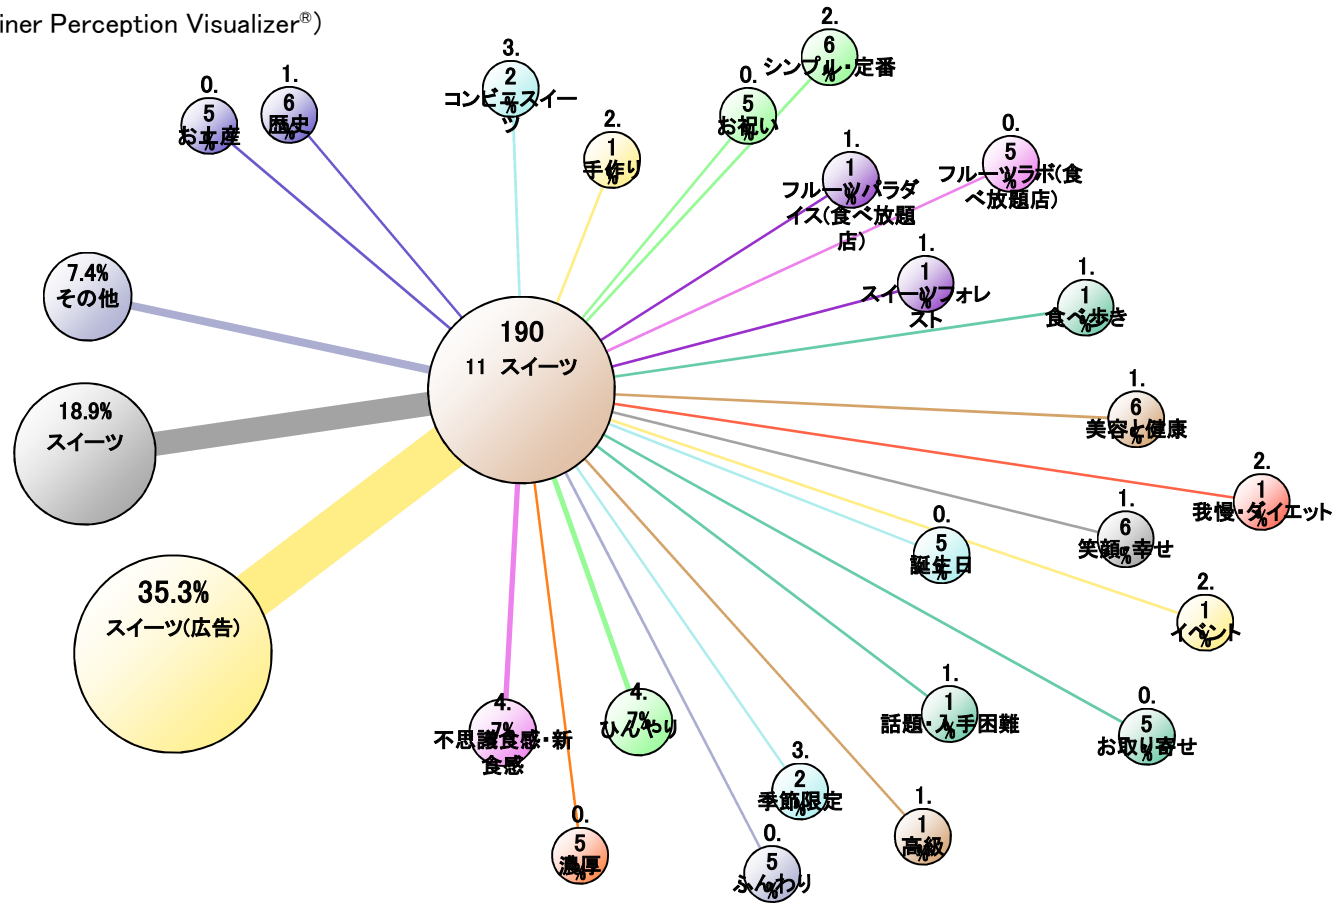 iner Perception Visualizer®)
2.
6
%
シンプル・定番
3.
2
%
コンビニスイー
ツ
0.
5
%
お土産
1.
6
%
歴史
0.
5
%
お祝い
2.
1
%
手作り
1.
1
%
フルーツパラダ
イス(食べ放題
店)
0.
5
%
フルーツラボ(食
べ放題店)
7.4%
その他
1.
1
%
スイーツフォレ
スト
1.
1
%
食べ歩き
190
11 スイーツ
18.9%
スイーツ
1.
6
%
美容と健康
2.
1
%
我慢・ダイエット
1.
6
%
笑顔・幸せ
0.
5
%
誕生日
35.3%
スイーツ(広告)
2.
1
%
イベント
4.
7%
不思議食感・新
食感
4.
7%
ひんやり
1.
1
%
話題・入手困難
0.
5
%
お取り寄せ
3.
2
%
季節限定
1.
1
%
高級
0.
5
%
濃厚
0.
5
%
ふんわり